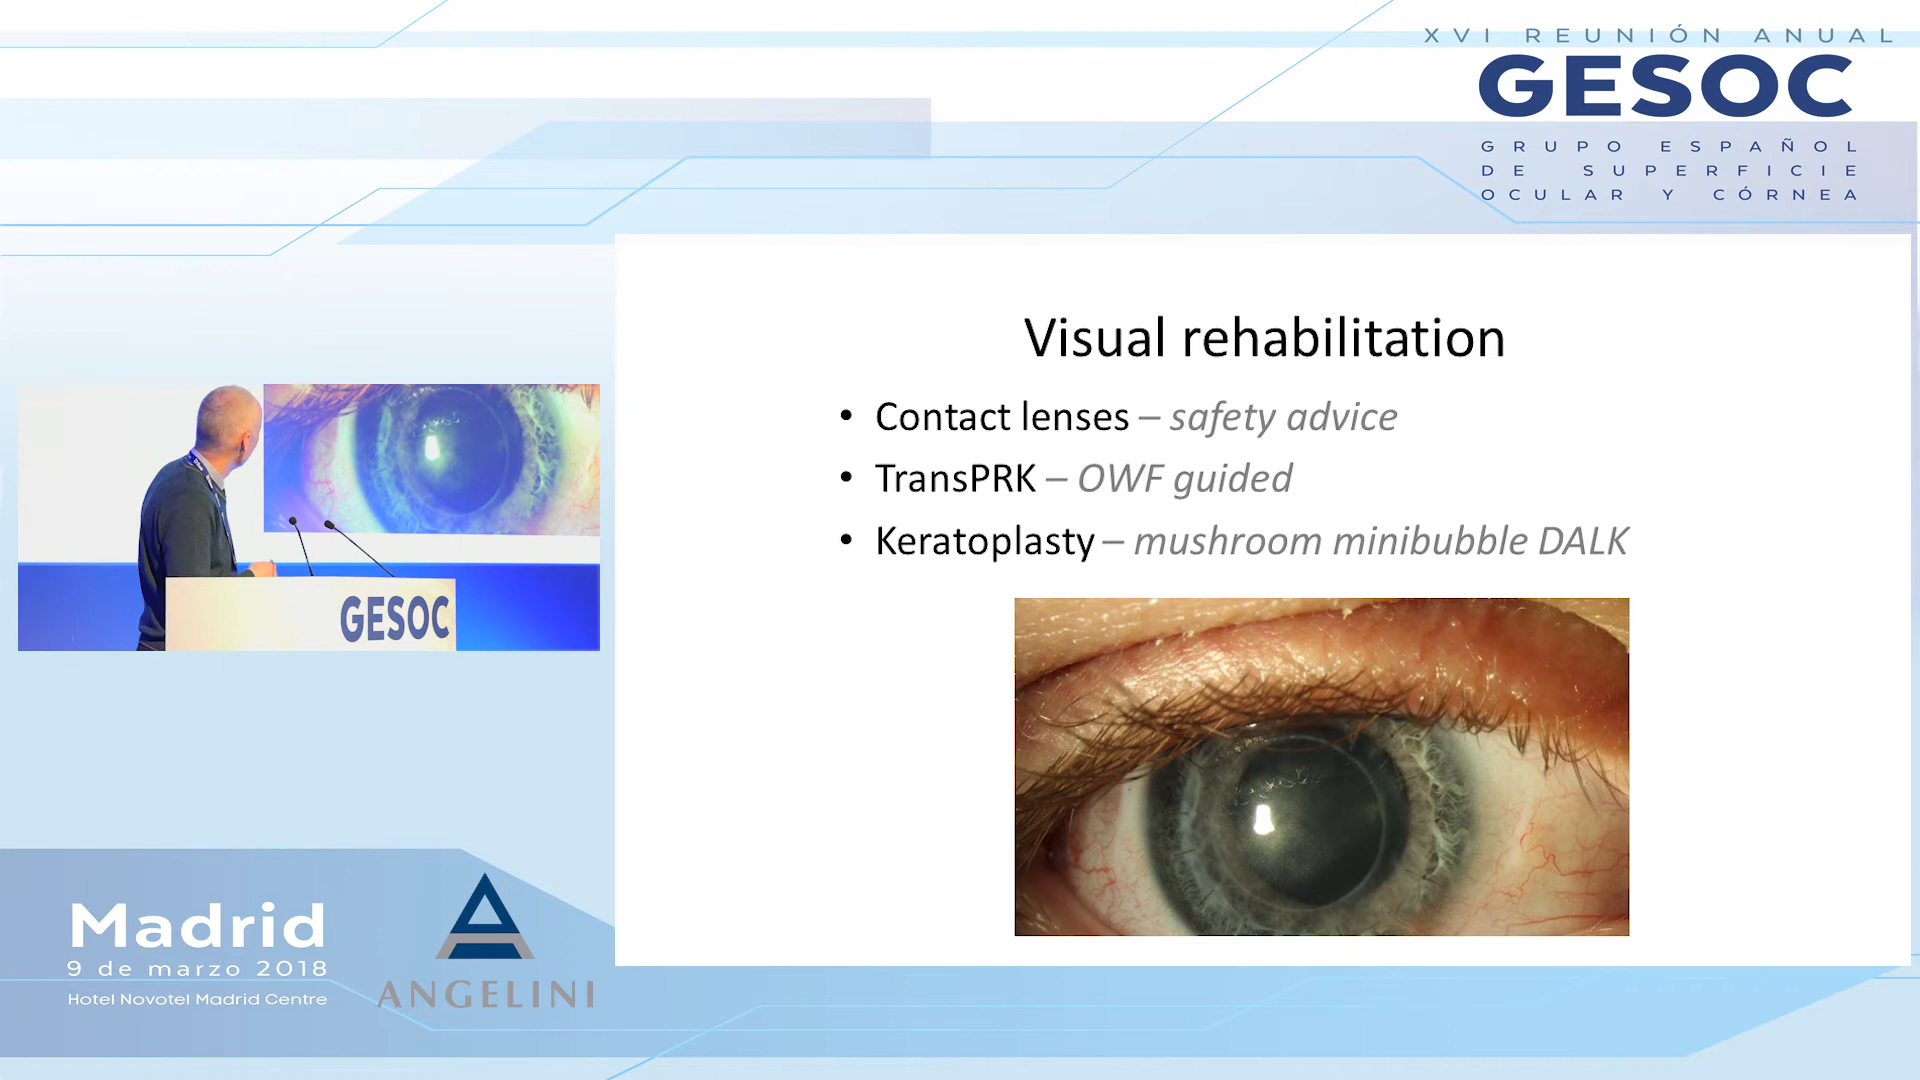 XVI REUNIÓN ANUAL
GESOC
GRUPO ESPAÑOL
DE SUPERFICIE
OCULAR Y CÓRNEA
Visual rehabilitation
• Contact lenses – safety advice
• TransPRK – OWF guided
• Keratoplasty – mushroom minibubble DALK
GESOC
Madrid
9 de marzo 2018
Hotel Novotel Madrid Centre
ANGELINI